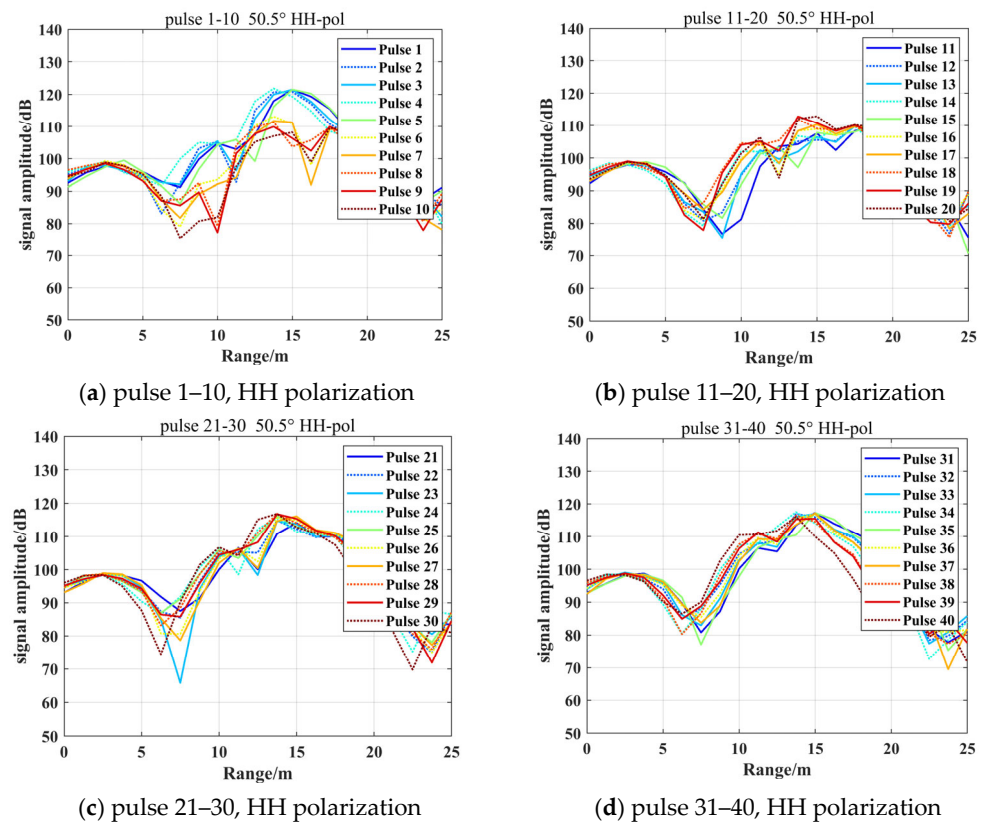 pulse 1-10  50.5° HH-pol
140
130
120
110
100
90
80
70
60
50
signal amplitude/dB
Pulse 1
Pulse 2
Pulse 3
Pulse 4
Pulse 5
Pulse 6
Pulse 7
Pulse 8
Pulse 9
Pulse 10
0 5 10 15 20 25
Range/m
(a) pulse 1–10, HH polarization
pulse 11-20  50.5° HH-pol
140
130
120
110
100
90
80
70
60
50
signal amplitude/dB
Pulse 11
Pulse 12
Pulse 13
Pulse 14
Pulse 15
Pulse 16
Pulse 17
Pulse 18
Pulse 19
Pulse 20
0 5 10 15 20 25
Range/m
(b) pulse 11–20, HH polarization
pulse 21-30  50.5° HH-pol
140
130
120
110
100
90
80
70
60
50
signal amplitude/dB
Pulse 21
Pulse 22
Pulse 23
Pulse 24
Pulse 25
Pulse 26
Pulse 27
Pulse 28
Pulse 29
Pulse 30
0 5 10 15 20 25
Range/m
(c) pulse 21–30, HH polarization
pulse 31-40  50.5° HH-pol
140
130
120
110
100
90
80
70
60
50
signal amplitude/dB
Pulse 31
Pulse 32
Pulse 33
Pulse 34
Pulse 35
Pulse 36
Pulse 37
Pulse 38
Pulse 39
Pulse 40
0 5 10 15 20 25
Range/m
(d) pulse 31–40, HH polarization